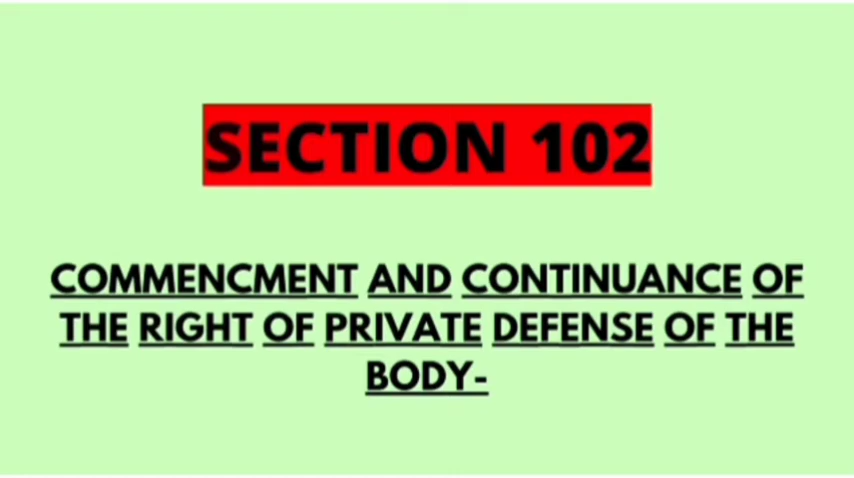 SECTION 102
COMMENCMENT AND CONTINUANCE OF
THE RIGHT OF PRIVATE DEFENSE OF THE
BODY-